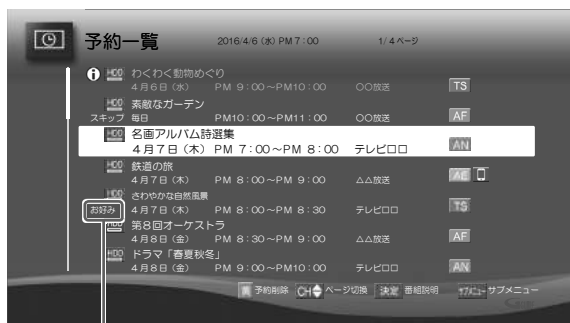 予約一覧 2016/4/6 (水) PM 7:00 1/4ページ
HDD わくわく動物めぐり
4月6日(水) PM 9:00~PM10:00 ○○放送 TS
HDD 素敵なガーデン
スキップ 毎日 PM10:00~PM11:00 ○○放送 AF
HDD 名画アルバム詩選集
4月7日(木) PM 7:00~PM 8:00 テレビ□□ AN
HDD 鉄道の旅
4月7日(木) PM 8:00~PM 9:00 △△放送 AE
HDD さわやかな自然風景
お好み 4月7日(木) PM 8:00~PM 8:30 テレビ□□ TS
HDD 第8回オーケストラ
4月8日(金) PM 8:30~PM 9:00 △△放送 AF
HDD ドラマ「春夏秋冬」
4月8日(金) PM 9:00~PM10:00 テレビ□□ AN
黄 予約削除 CH ページ切換 決定 番組説明 サブメニュー サブメニュー